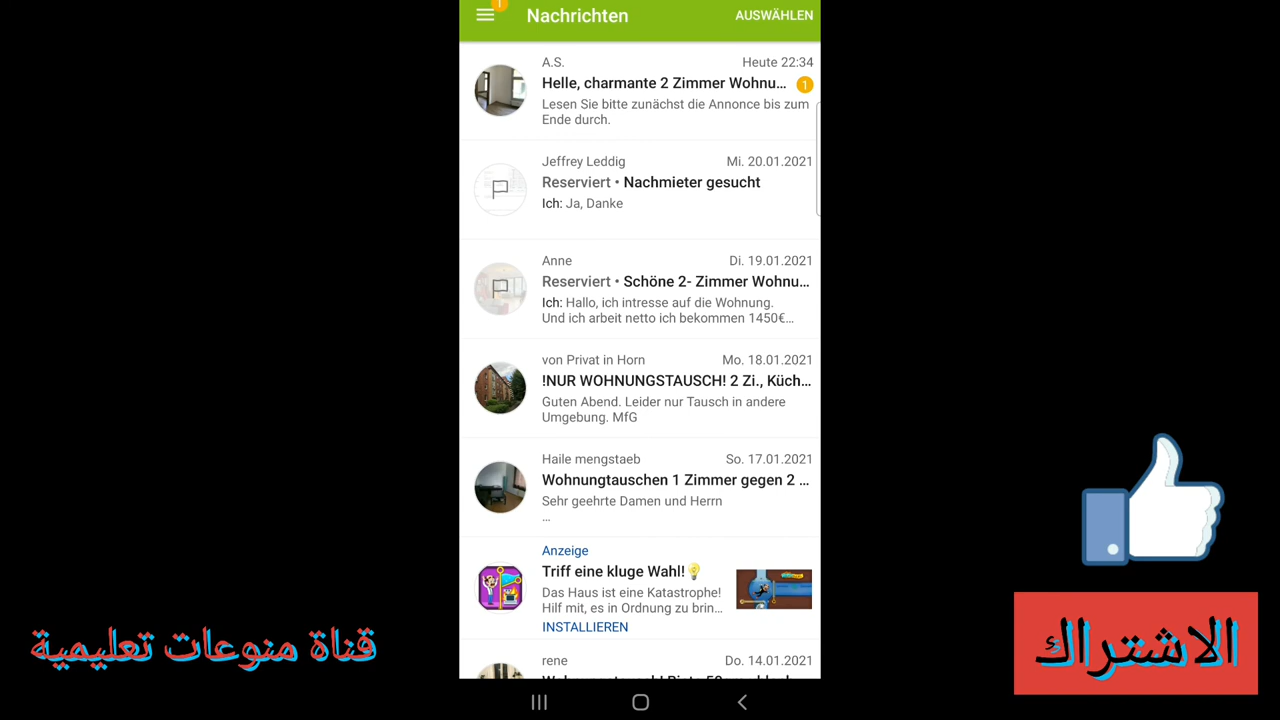 1
Nachrichten
AUSWÄHLEN
A.S.
Heute 22:34
Helle, charmante 2 Zimmer Wohnu...
1
Lesen Sie bitte zunächst die Annonce bis zum
Ende durch.
Jeffrey Leddig
Mi. 20.01.2021
Reserviert • Nachmieter gesucht
Ich: Ja, Danke
Anne
Di. 19.01.2021
Reserviert • Schöne 2- Zimmer Wohnu...
Ich: Hallo, ich intresse auf die Wohnung.
Und ich arbeit netto ich bekommen 1450€...
von Privat in Horn
Mo. 18.01.2021
!NUR WOHNUNGSTAUSCH! 2 Zi., Küch...
Guten Abend. Leider nur Tausch in andere
Umgebung. MfG
Haile mengstaeb
So. 17.01.2021
Wohnungtauschen 1 Zimmer gegen 2 ...
Sehr geehrte Damen und Herrn
...
Anzeige
Triff eine kluge Wahl!💡
Das Haus ist eine Katastrophe!
Hilf mit, es in Ordnung zu brin...
INSTALLIEREN
rene
Do. 14.01.2021
قناة منوعات تعليمية
الاشتراك